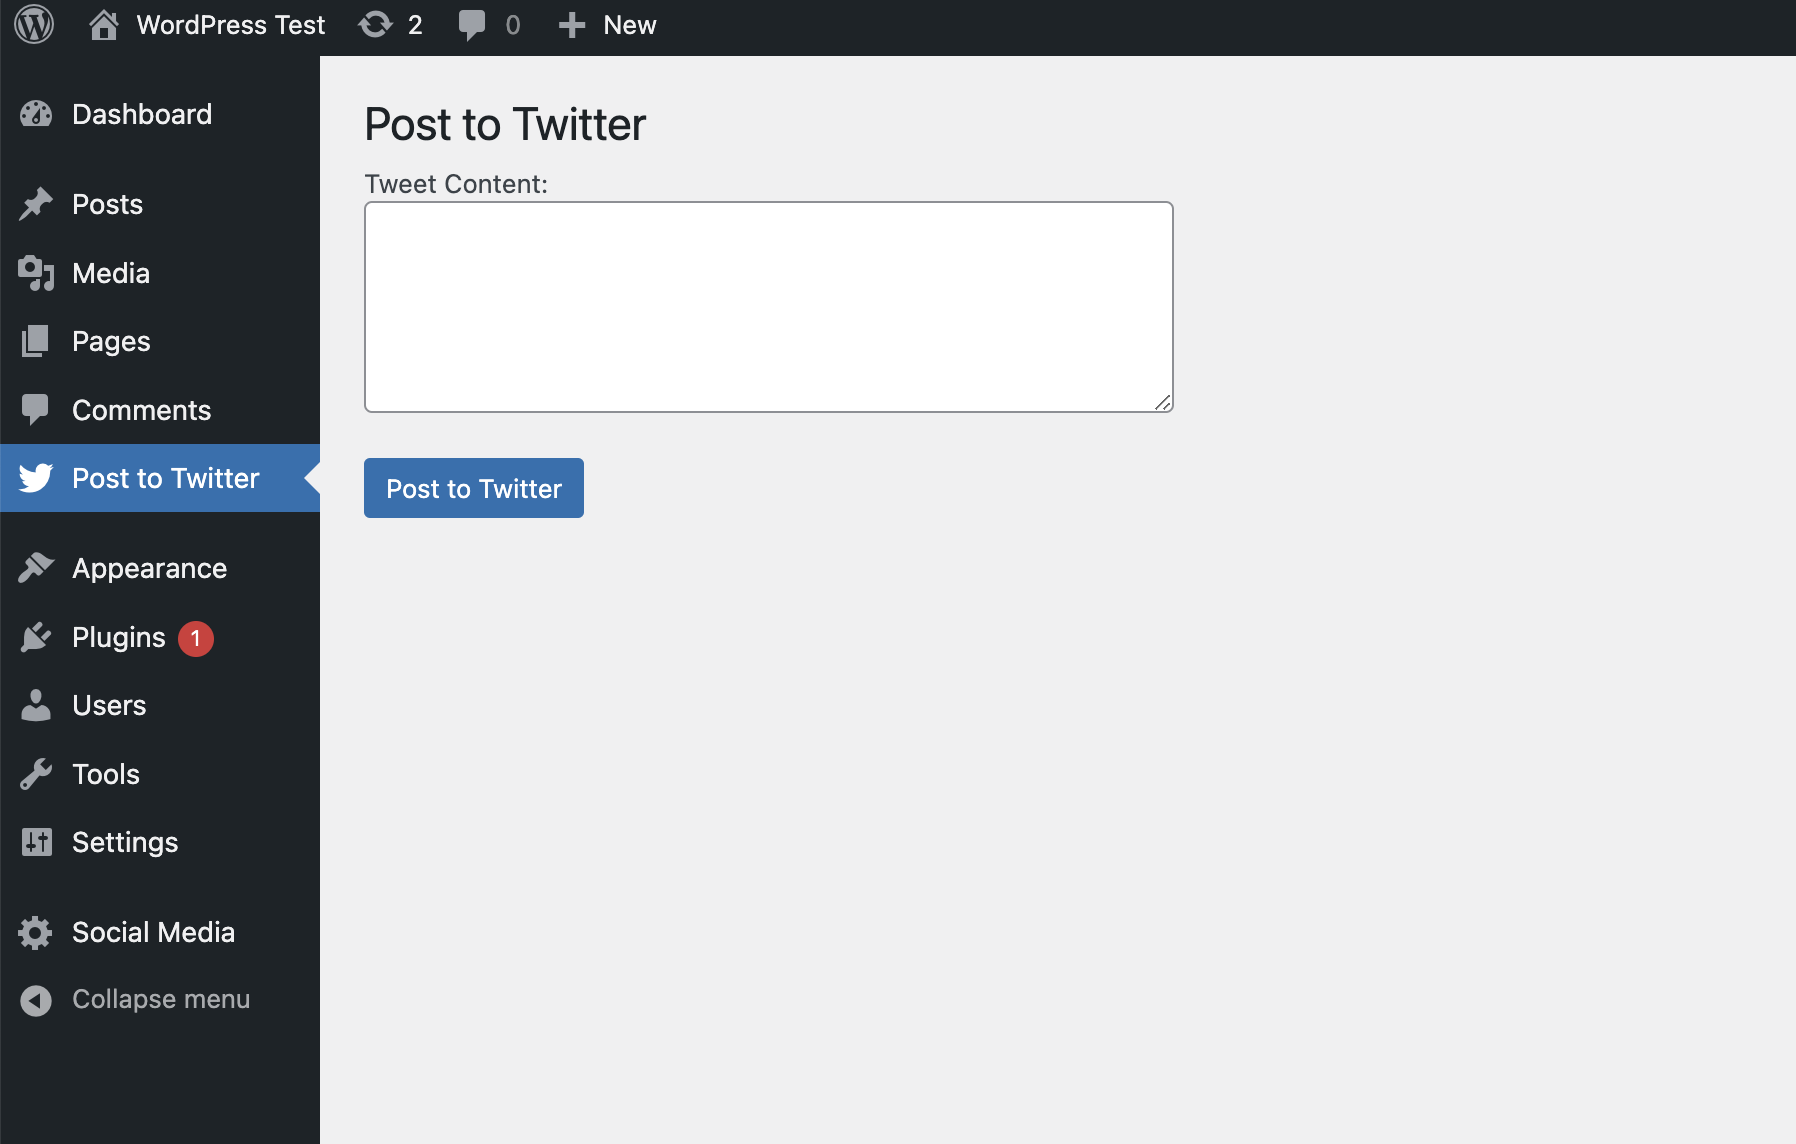 WordPress Test 2 0 New
Dashboard
Posts
Media
Pages
Comments
Post to Twitter
Appearance
Plugins 1
Users
Tools
Settings
Social Media
Collapse menu
Post to Twitter
Tweet Content:
Post to Twitter